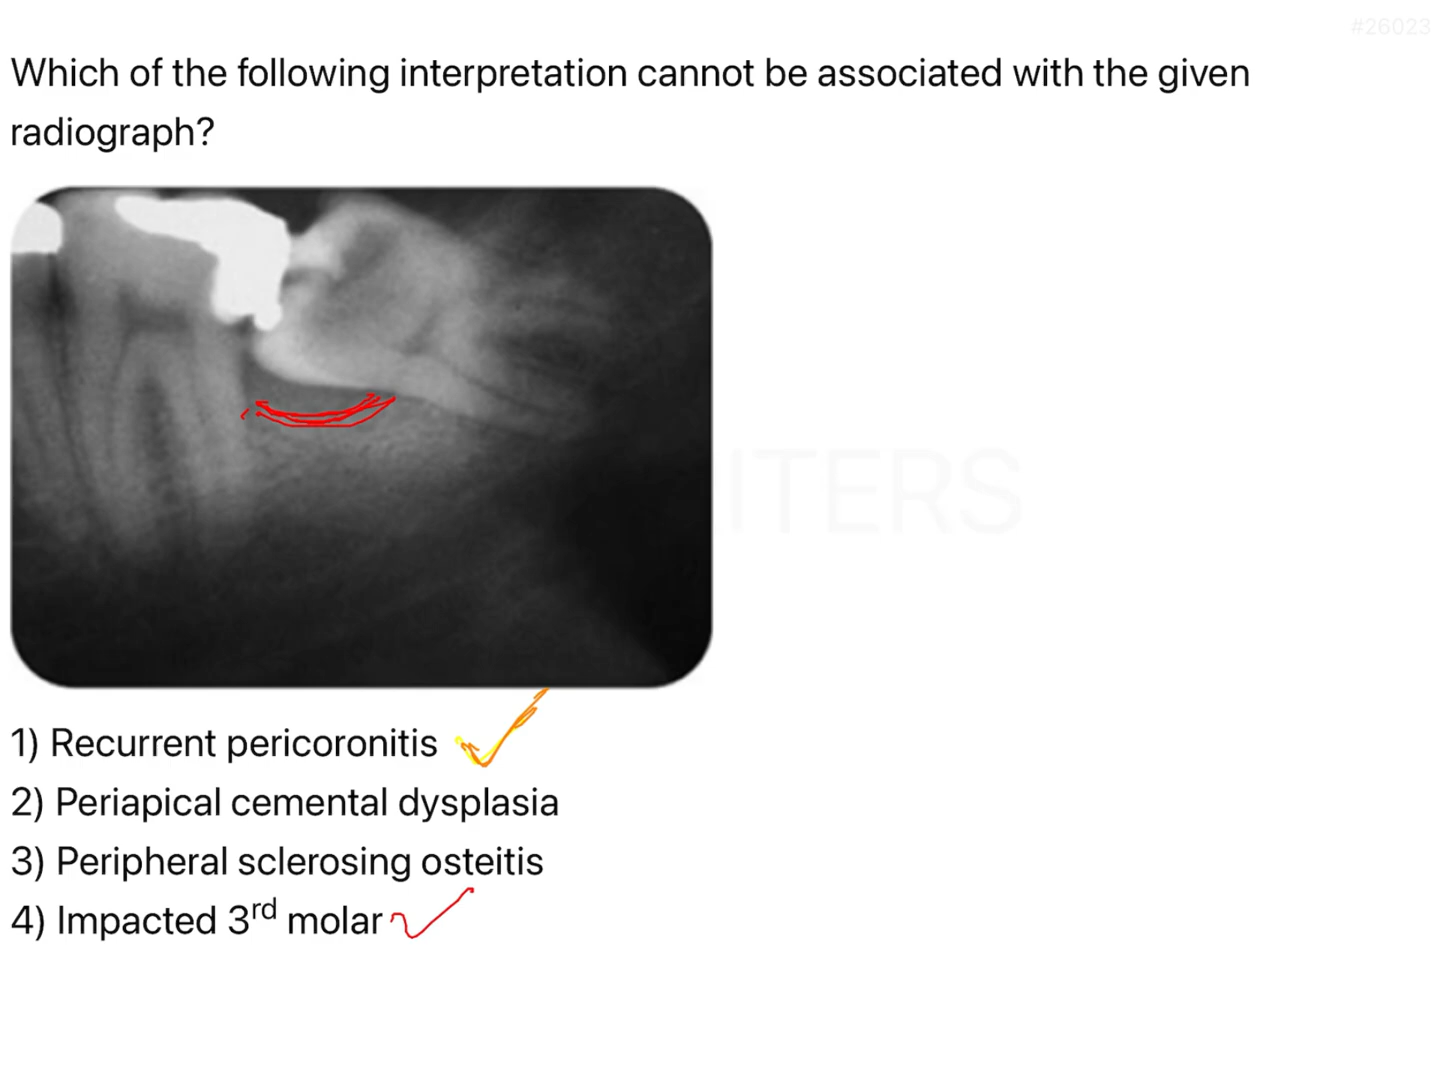 #26023
Which of the following interpretation cannot be associated with the given
radiograph?
ITERS
1) Recurrent pericoronitis
2) Periapical cemental dysplasia
3) Peripheral sclerosing osteitis
4) Impacted 3rd molar